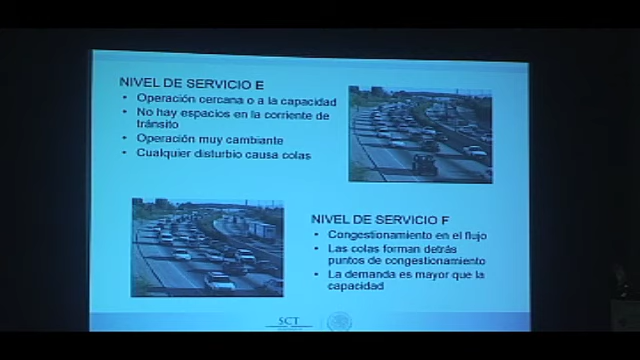 NIVEL DE SERVICIO E
• Operación cercana o a la capacidad
• No hay espacios en la corriente de
tránsito
• Operación muy cambiante
• Cualquier disturbio causa colas
NIVEL DE SERVICIO F
• Congestionamiento en el flujo
• Las colas forman detrás
puntos de congestionamiento
• La demanda es mayor que la
capacidad
SCT